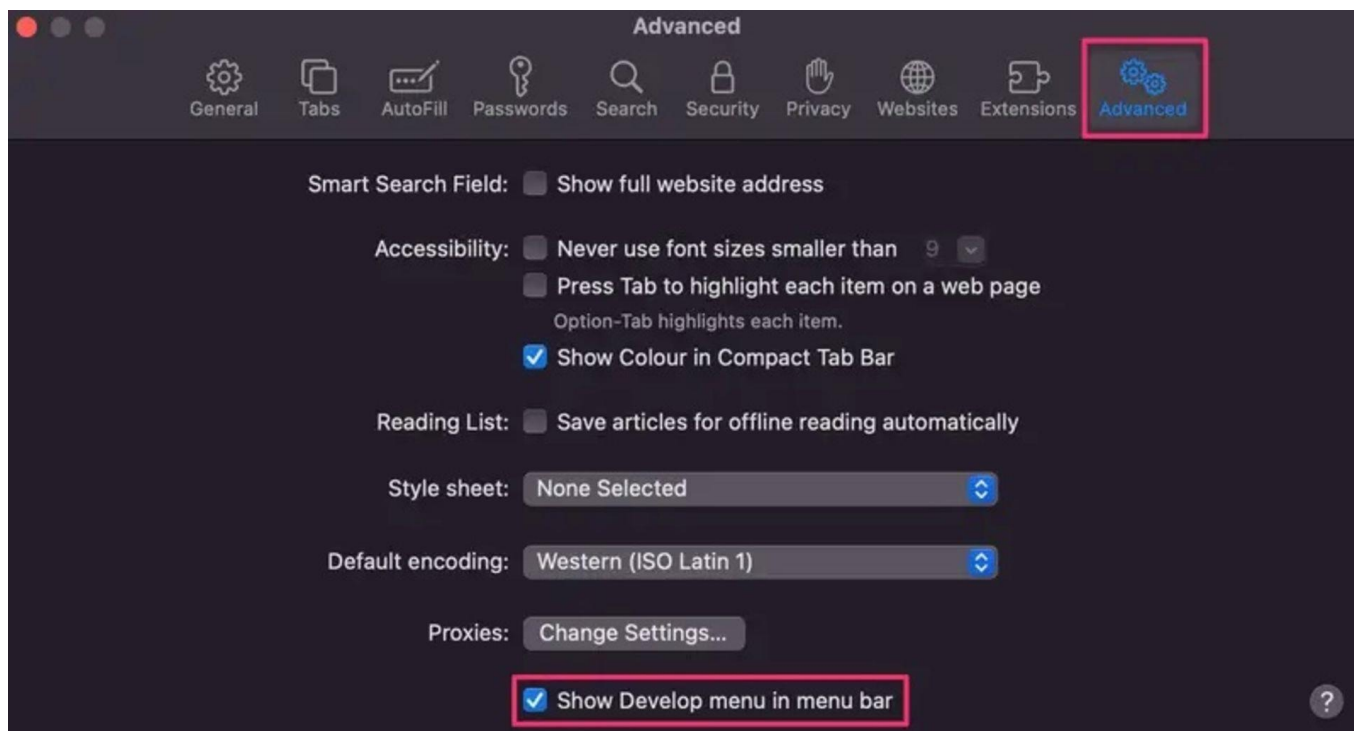 Advanced
General Tabs AutoFill Passwords Search Security Privacy Websites Extensions Advanced
Smart Search Field: Show full website address
Accessibility: Never use font sizes smaller than 9
Press Tab to highlight each item on a web page
Option-Tab highlights each item.
Show Colour in Compact Tab Bar
Reading List: Save articles for offline reading automatically
Style sheet: None Selected
Default encoding: Western (ISO Latin 1)
Proxies: Change Settings...
Show Develop menu in menu bar
?